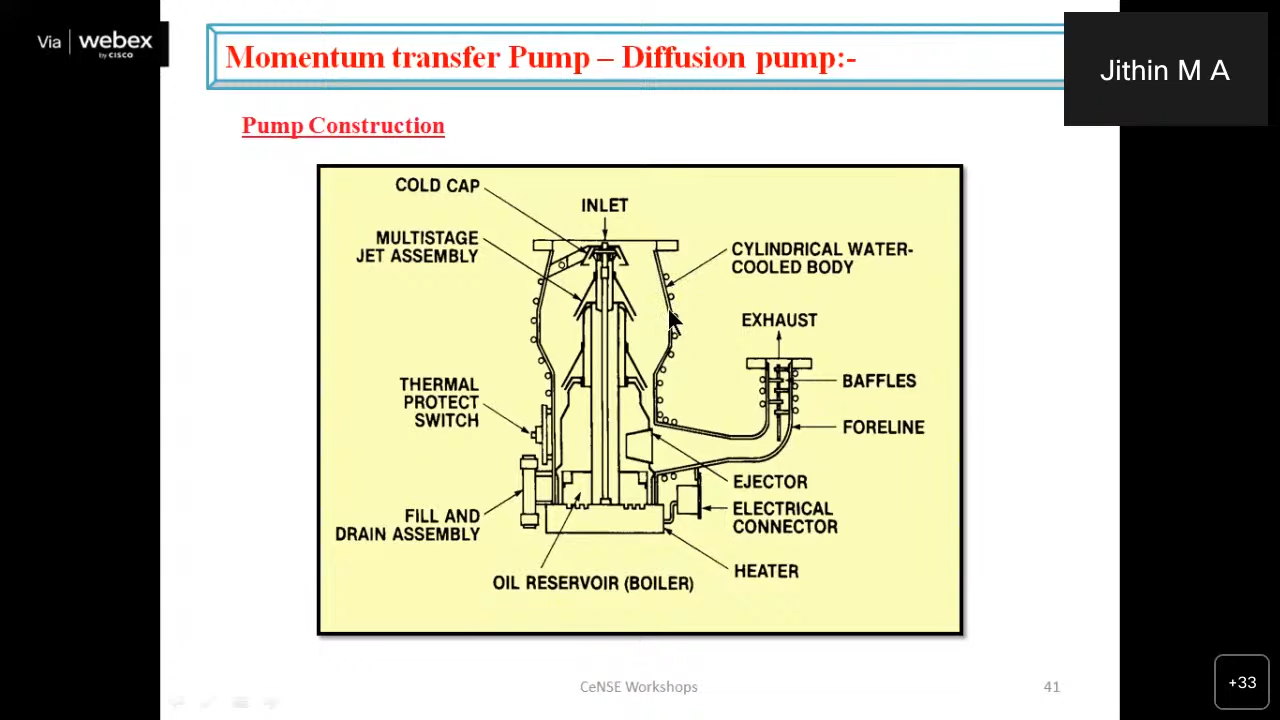 Via webex
by CISCO
Momentum transfer Pump – Diffusion pump:-
Jithin M A
Pump Construction
COLD CAP
INLET
MULTISTAGE
JET ASSEMBLY
CYLINDRICAL WATER-
COOLED BODY
EXHAUST
THERMAL
PROTECT
SWITCH
BAFFLES
FORELINE
EJECTOR
FILL AND
DRAIN ASSEMBLY
ELECTRICAL
CONNECTOR
HEATER
OIL RESERVOIR (BOILER)
CeNSE Workshops
41
+33